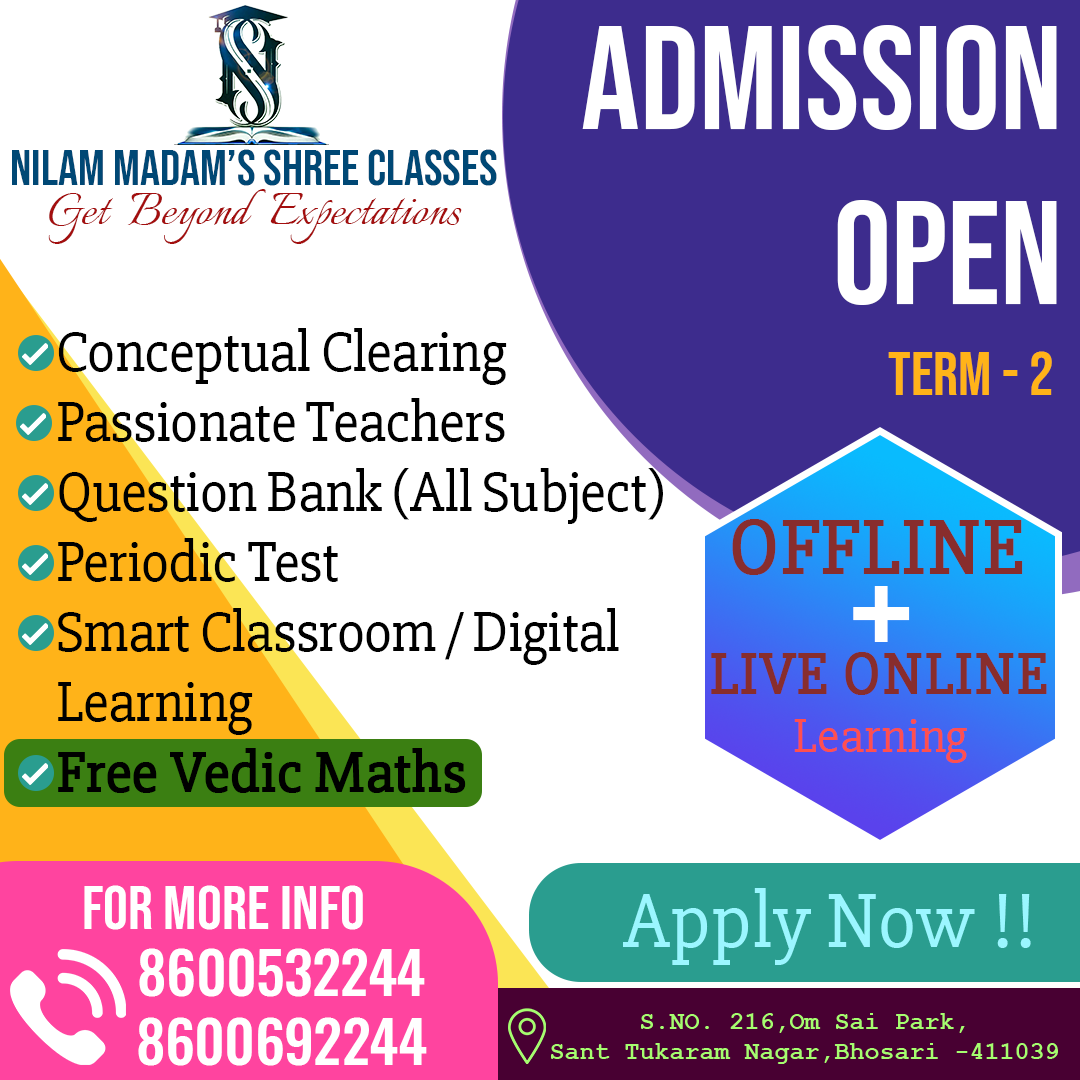 NILAM MADAM'S SHREE CLASSES
Get Beyond Expectations
ADMISSION
OPEN
TERM - 2
Conceptual Clearing
Passionate Teachers
Question Bank (All Subject)
Periodic Test
Smart Classroom / Digital
Learning
Free Vedic Maths
OFFLINE
+
LIVE ONLINE
Learning
FOR MORE INFO
8600532244
8600692244
Apply Now !!
S.NO. 216,Om Sai Park,
Sant Tukaram Nagar,Bhosari -411039